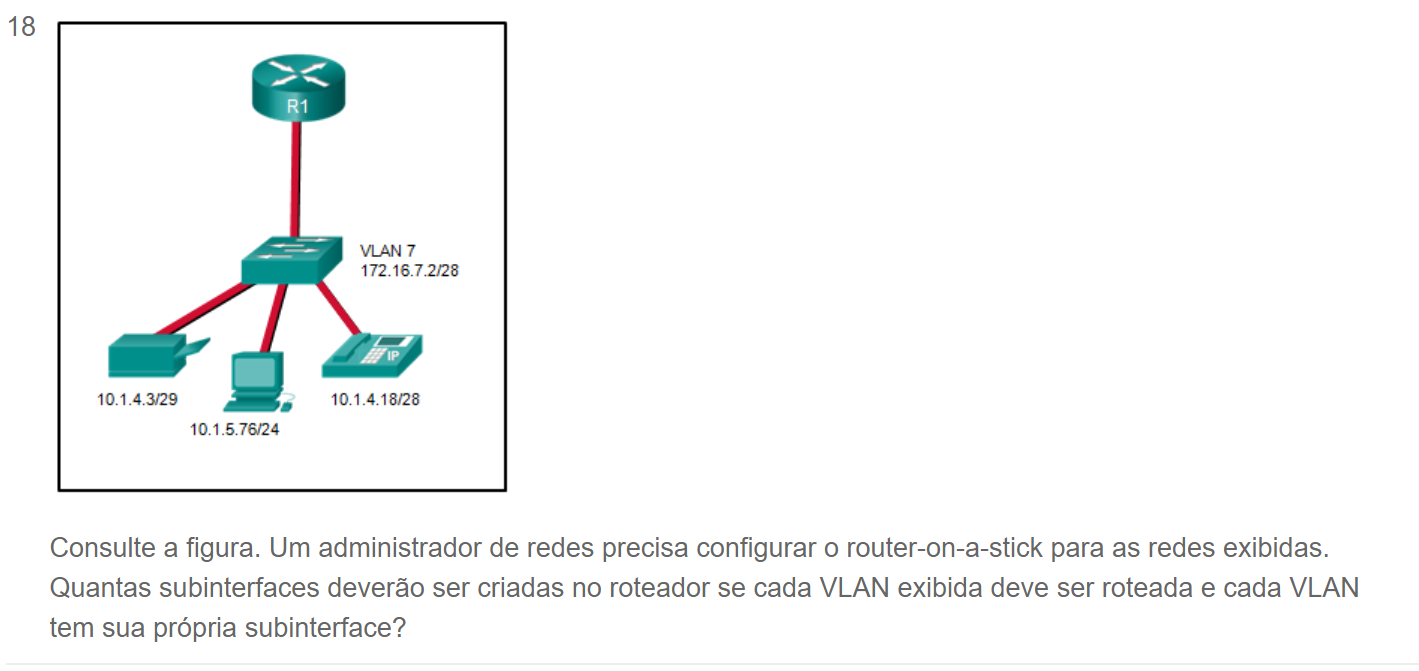 18
R1
VLAN 7
172.16.7.2/28
IP
10.1.4.3/29
10.1.4.18/28
10.1.5.76/24
Consulte a figura. Um administrador de redes precisa configurar o router-on-a-stick para as redes exibidas.
Quantas subinterfaces deverão ser criadas no roteador se cada VLAN exibida deve ser roteada e cada VLAN
tem sua própria subinterface?